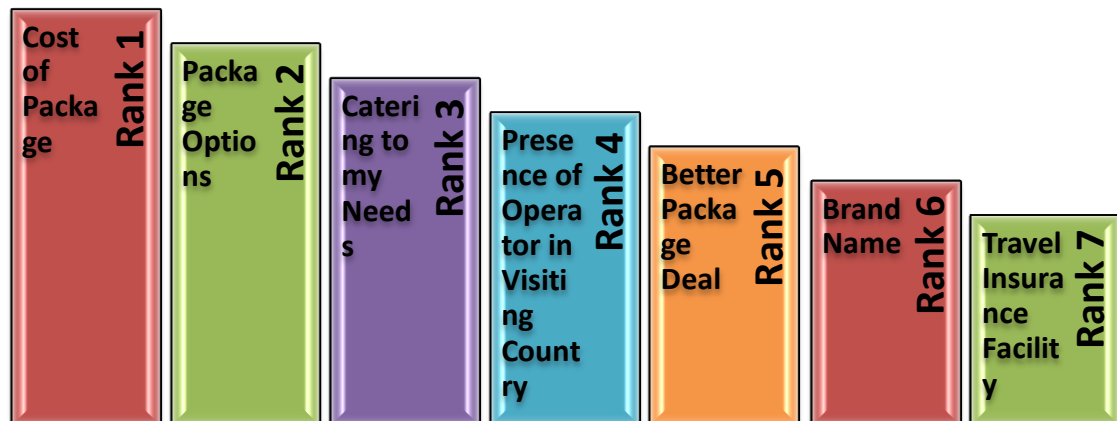 Cost
of
Packa
ge
Rank 1
Packa
ge
Optio
ns
Rank 2
Cateri
ng to
my
Need
s
Rank 3
Prese
nce of
Opera
tor in
Visiti
ng
Count
ry
Rank 4
Better
Packa
ge
Deal
Rank 5
Brand
Name
Rank 6
Travel
Insura
nce
Facilit
y
Rank 7